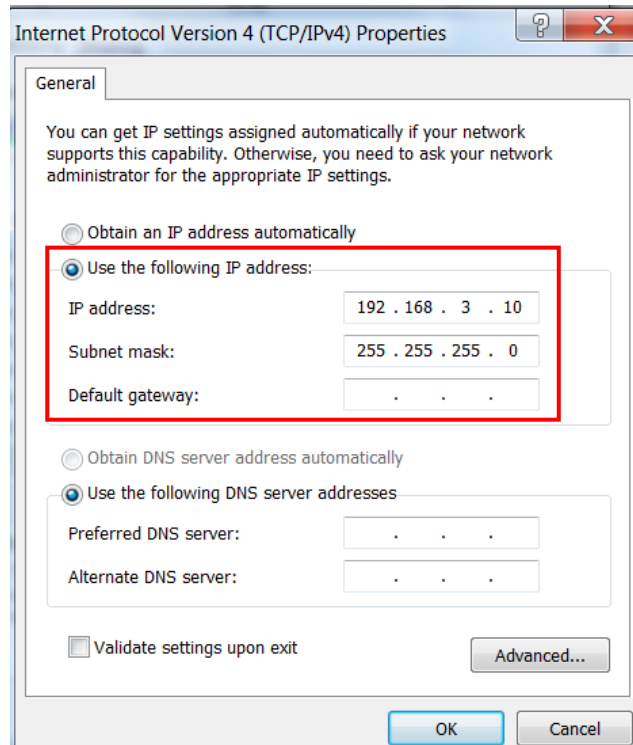 Internet Protocol Version 4 (TCP/IPv4) Properties
General
You can get IP settings assigned automatically if your network
supports this capability. Otherwise, you need to ask your network
administrator for the appropriate IP settings.
Obtain an IP address automatically
Use the following IP address:
IP address: 192 . 168 . 3 . 10
Subnet mask: 255 . 255 . 255 . 0
Default gateway: . . .
Obtain DNS server address automatically
Use the following DNS server addresses
Preferred DNS server: . . .
Alternate DNS server: . . .
Validate settings upon exit
Advanced...
OK Cancel